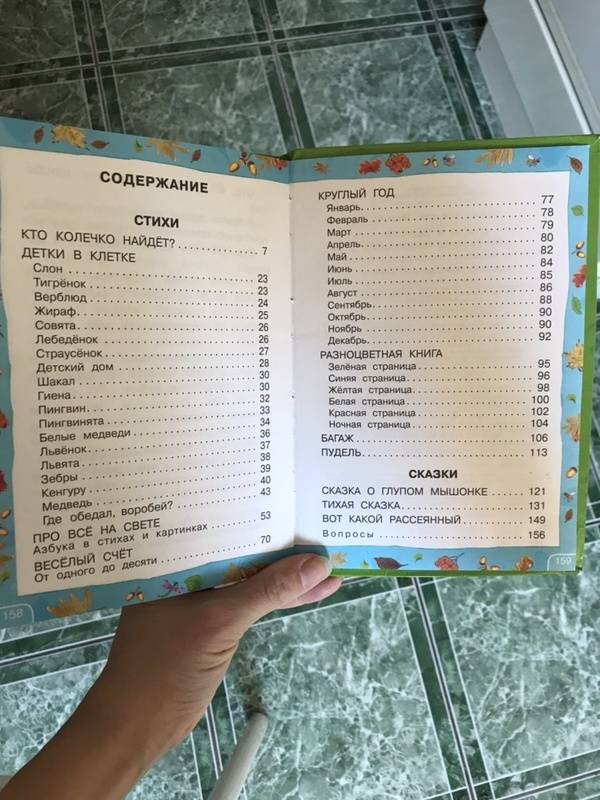 СОДЕРЖАНИЕ
СТИХИ
КТО КОЛЕЧКО НАЙДЁТ? 7
ДЕТКИ В КЛЕТКЕ
Слон 23
Тигрёнок 23
Верблюд 24
Жираф 25
Совята 26
Лебедёнок 26
Страусёнок 27
Детский дом 28
Шакал 30
Гиена 30
Пингвин 32
Пингвинята 33
Белые медведи 34
Львёнок 36
Львята 37
Зебры 38
Кенгуру 39
Медведь 40
Где обедал, воробей? 43
ПРО ВСЁ НА СВЕТЕ
Азбука в стихах и картинках 53
ВЕСЁЛЫЙ СЧЁТ
От одного до десяти 70
158
КРУГЛЫЙ ГОД
Январь 77
Февраль 78
Март 79
Апрель 80
Май 82
Июнь 84
Июль 85
Август 86
Сентябрь 88
Октябрь 90
Ноябрь 90
Декабрь 92
РАЗНОЦВЕТНАЯ КНИГА
Зелёная страница 95
Синяя страница 96
Жёлтая страница 98
Белая страница 100
Красная страница 102
Ночная страница 104
БАГАЖ 106
ПУДЕЛЬ 113
СКАЗКИ
СКАЗКА О ГЛУПОМ МЫШОНКЕ 121
ТИХАЯ СКАЗКА 131
ВОТ КАКОЙ РАССЕЯННЫЙ 149
Вопросы 156
159